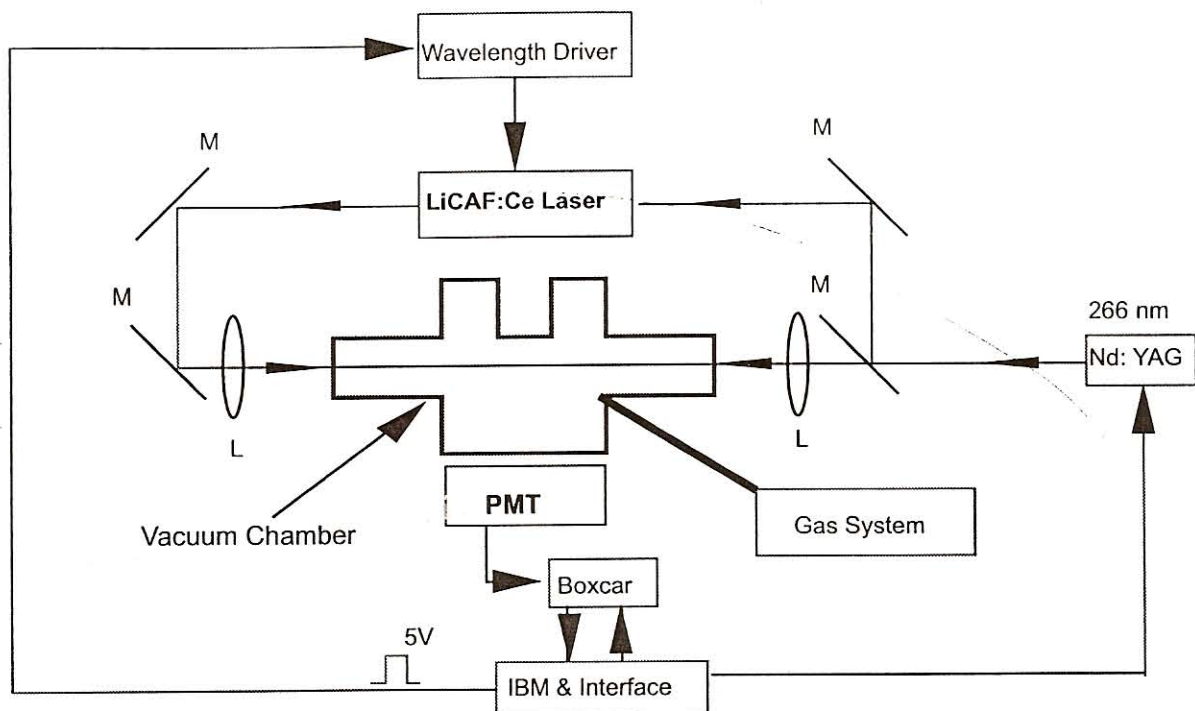 Wavelength Driver
M
M
LiCAF:Ce Laser
M
M
266 nm
Nd: YAG
L
L
PMT
Vacuum Chamber
Gas System
Boxcar
5V
IBM & Interface